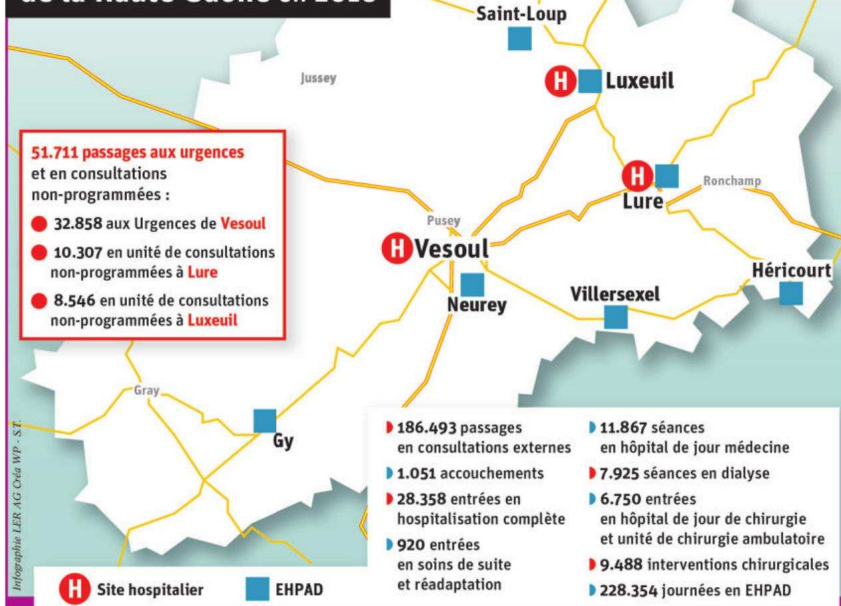 de la Haute-Saône en 2018
Saint-Loup
Jussey
H Luxeuil
51.711 passages aux urgences
et en consultations
non-programmées :
32.858 aux Urgences de Vesoul
10.307 en unité de consultations
non-programmées à Lure
8.546 en unité de consultations
non-programmées à Luxeuil
H
Lure
Ronchamp
Pusey
H Vesoul
Neurey
Villersexel
Héricourt
Gray
Gy
186.493 passages
en consultations externes
1.051 accouchements
28.358 entrées en
hospitalisation complète
920 entrées
en soins de suite
et réadaptation
11.867 séances
en hôpital de jour médecine
7.925 séances en dialyse
6.750 entrées
en hôpital de jour de chirurgie
et unité de chirurgie ambulatoire
9.488 interventions chirurgicales
228.354 journées en EHPAD
H Site hospitalier
EHPAD
Infographie LER AG Créa WP - S.T.